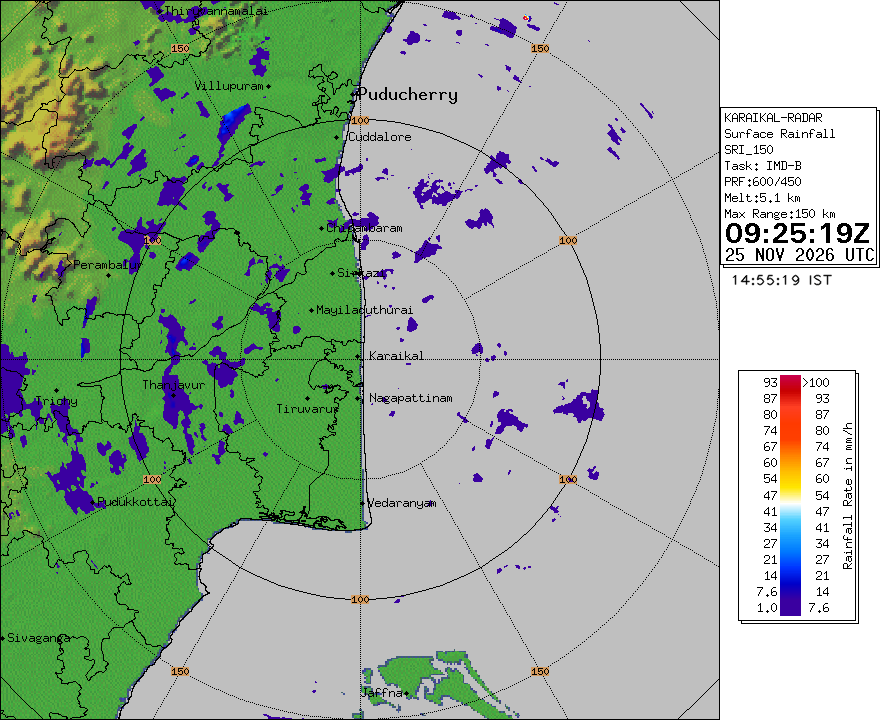 Thiruvannamalai
150
150
Villupuram
Puducherry
100
Cuddalore
Chidambaram
100
100
Perambalur
Sirkazi
Mayiladuthurai
Karaikal
Thanjavur
Trichy
Nagapattinam
Tiruvarur
100
100
Pudukkottai
Vedaranyam
100
Sivaganga
150
150
Jaffna
KARAIKAL-RADAR
Surface Rainfall
SRI_150
Task: IMD-B
PRF:600/450
Melt:5.1 km
Max Range:150 km
09:25:19Z
25 NOV 2026 UTC
14:55:19 IST
93 >100
87 93
80 87
74 80
67 74
60 67
54 60
47 54
41 47
34 41
27 34
21 27
14 21
7.6 14
1.0 7.6
Rainfall Rate in mm/h